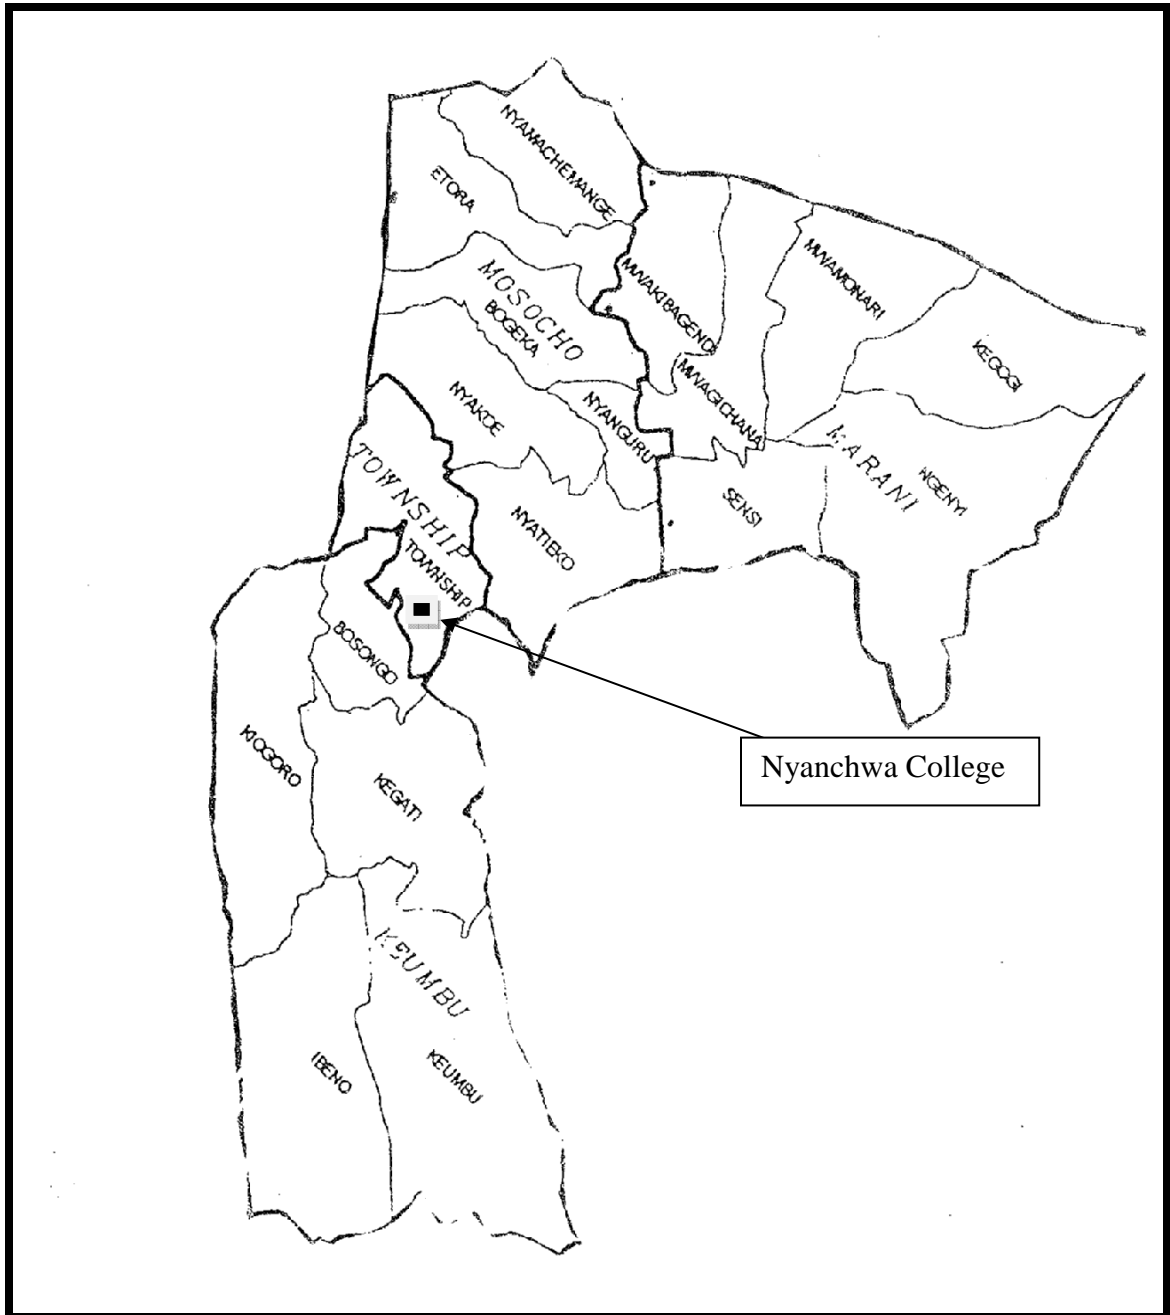 NYAMACHEMANGE
ETORA
MOSOCHO
BOGEKA
MWAKIBAGENDI
MWAMONARI
KEGOGI
MWAGICHANA
NYAKOE
NYANGURU
MARANI
NGENYI
SENSI
TOWNSHIP
NYATIEKO
TOWNSHIP
BOSONGO
KIOGORO
KEGATI
Nyanchwa College
KEUMBU
IBENO
KEUMBU